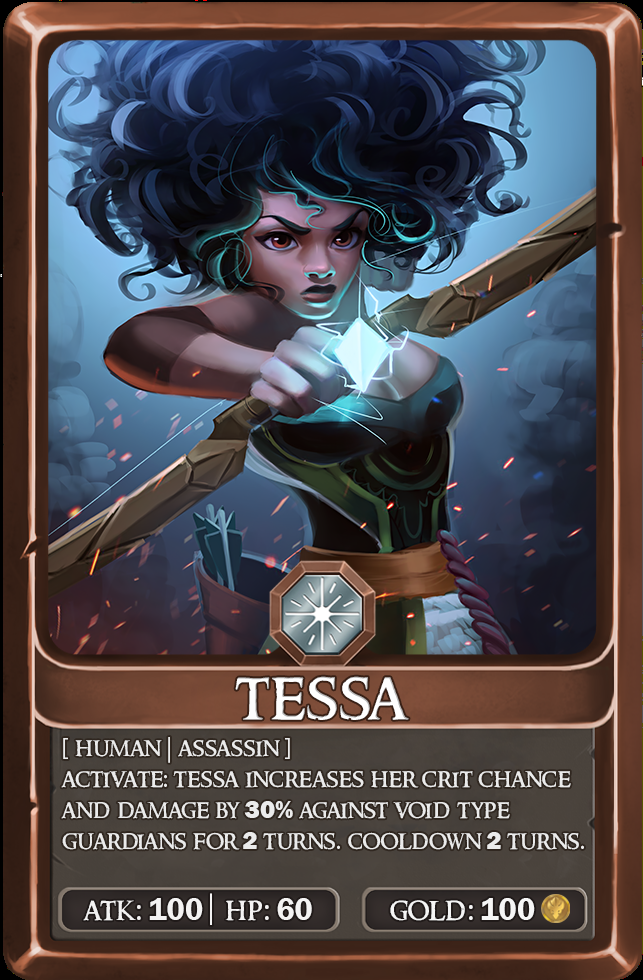 TESSA
[ HUMAN | ASSASSIN ]
ACTIVATE: TESSA INCREASES HER CRIT CHANCE
AND DAMAGE BY 30% AGAINST VOID TYPE
GUARDIANS FOR 2 TURNS. COOLDOWN 2 TURNS.
ATK: 100 | HP: 60 GOLD: 100